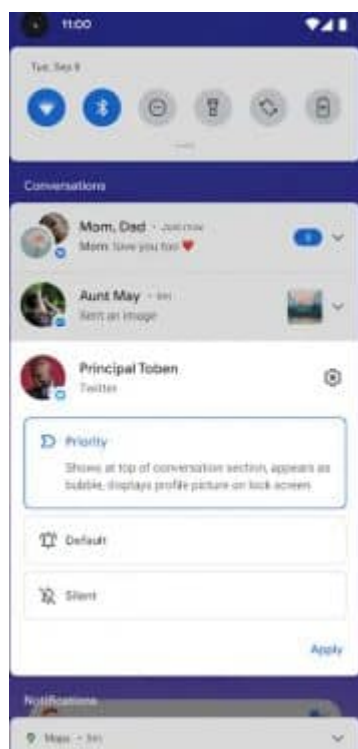 11:00
Tue, Sep 8
Conversations
Mom, Dad • Just now
Mom: love you too ❤
Aunt May • 8m
Sent an image
Principal Toben
Twitter
Priority
Shows at top of conversation section, appears as
bubble, displays profile picture on lock screen
Default
Silent
Apply
Notifications
Maps